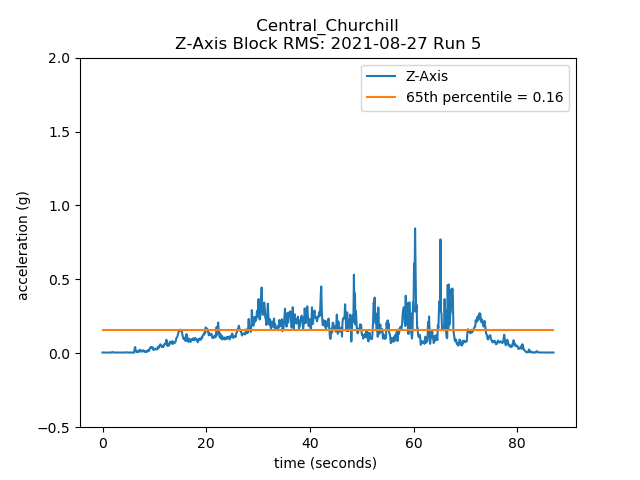 Central_Churchill
Z-Axis Block RMS: 2021-08-27 Run 5
Z-Axis
65th percentile = 0.16
2.0
1.5
1.0
0.5
0.0
−0.5
acceleration (g)
0 20 40 60 80
time (seconds)